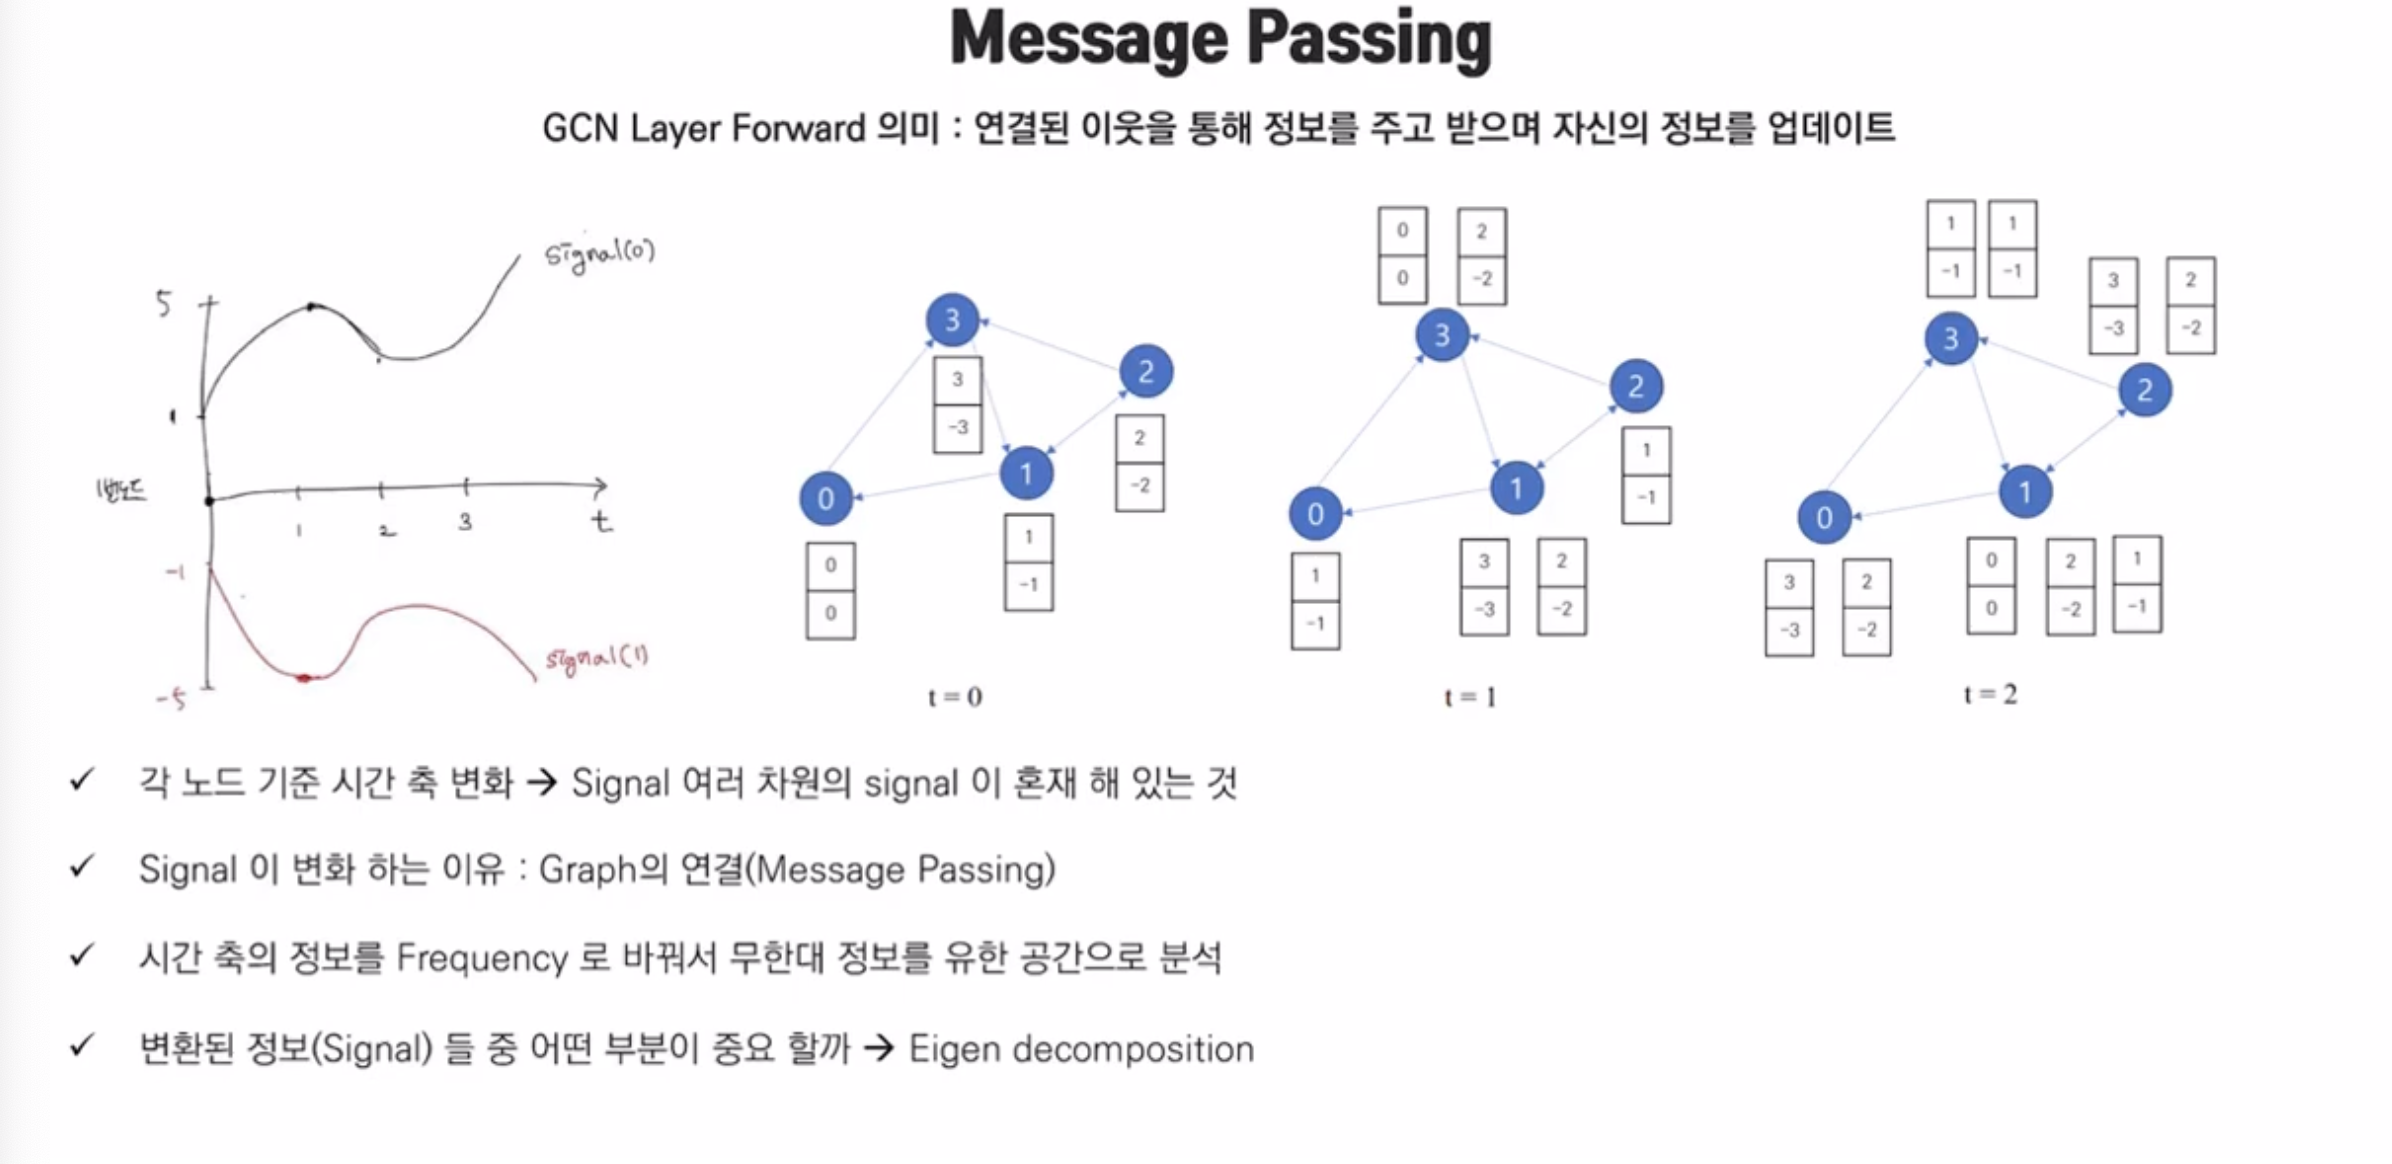 Message Passing
GCN Layer Forward 의미 : 연결된 이웃을 통해 정보를 주고 받으며 자신의 정보를 업데이트
signal(0)
5
1
1번노드
1 2 3 t
-1
signal(1)
-5
3
3
-3
2
2
-2
1
1
-1
0
0
0
t = 0
0 2
0 -2
3
2
1
-1
1
3 2
-3 -2
0
1
-1
t = 1
1 1
-1 -1
3 2
-3 -2
3
2
1
0 2 1
0 -2 -1
0
3 2
-3 -2
t = 2
✓ 각 노드 기준 시간 축 변화 → Signal 여러 차원의 signal 이 혼재 해 있는 것
✓ Signal 이 변화 하는 이유 : Graph의 연결(Message Passing)
✓ 시간 축의 정보를 Frequency 로 바꿔서 무한대 정보를 유한 공간으로 분석
✓ 변환된 정보(Signal) 들 중 어떤 부분이 중요 할까 → Eigen decomposition